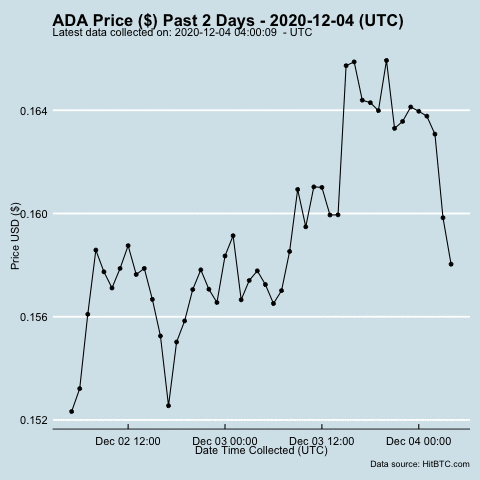 ADA Price ($) Past 2 Days - 2020-12-04 (UTC)
Latest data collected on: 2020-12-04 04:00:09 - UTC
0.164
0.160
0.156
0.152
Price USD ($)
Dec 02 12:00
Dec 03 00:00
Dec 03 12:00
Dec 04 00:00
Date Time Collected (UTC)
Data source: HitBTC.com